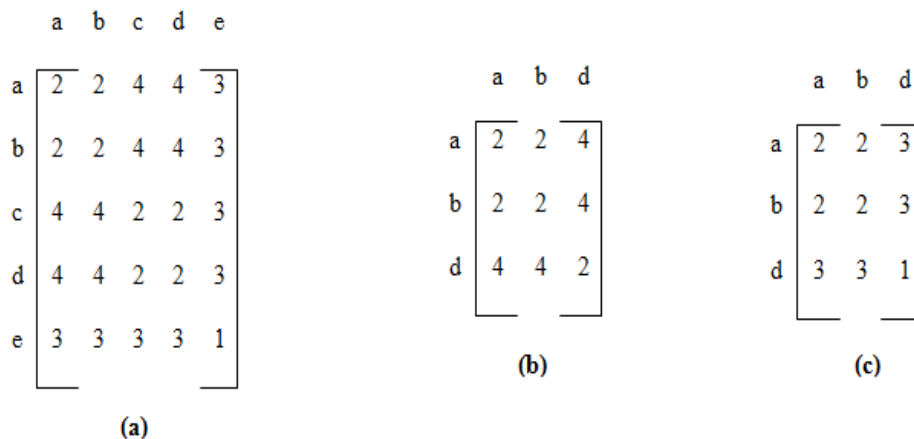 a b c d e
a 2 2 4 4 3
b 2 2 4 4 3
c 4 4 2 2 3
d 4 4 2 2 3
e 3 3 3 3 1
(a)
a b d
a 2 2 4
b 2 2 4
d 4 4 2
(b)
a b d
a 2 2 3
b 2 2 3
d 3 3 1
(c)